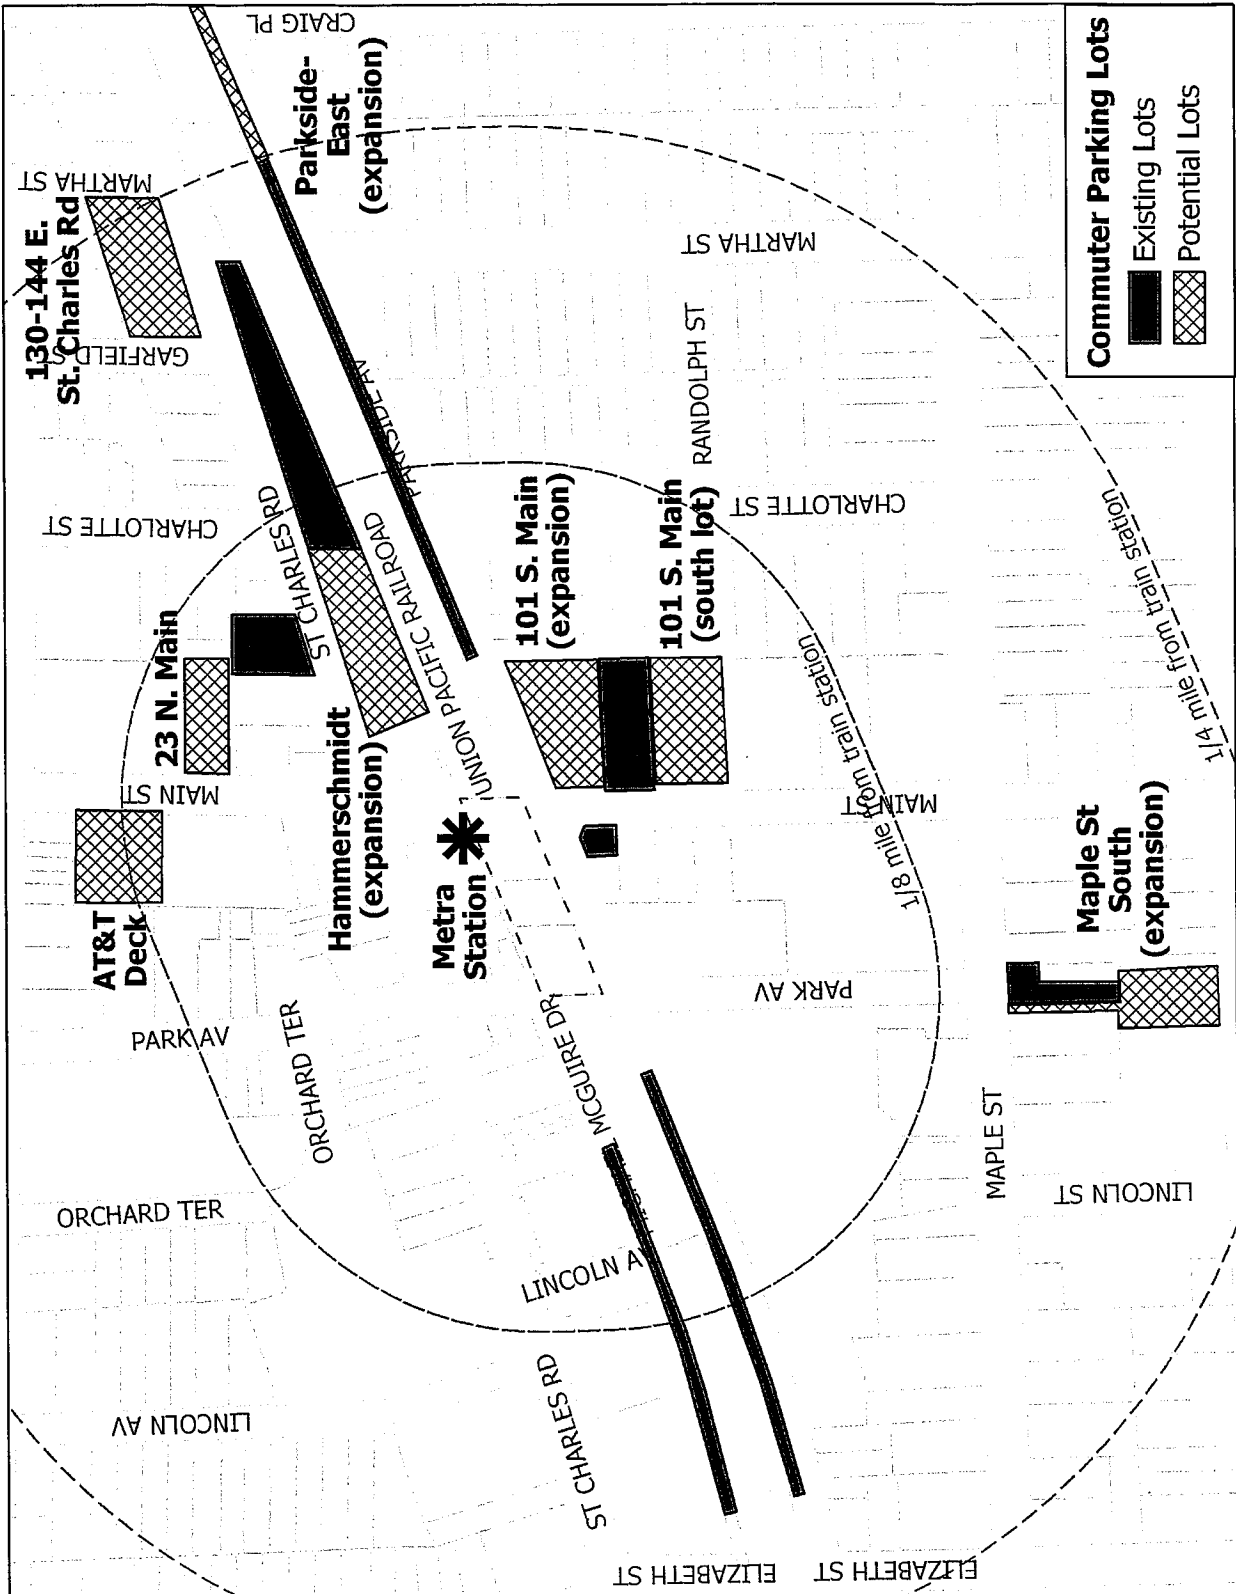 CRAIG PL
Parkside-
East
(expansion)
MARTHA ST
130-144 E.
St. Charles Rd
GARFIELD ST
PARKSIDE AV
MARTHA ST
RANDOLPH ST
CHARLOTTE ST
ST CHARLES RD
UNION PACIFIC RAILROAD
23 N. Main
MAIN ST
Hammerschmidt
(expansion)
101 S. Main
(expansion)
101 S. Main
(south lot)
CHARLOTTE ST
AT&T
Deck
Metra
Station
MAIN ST
1/8 mile from train station
1/4 mile from train station
Maple St
South
(expansion)
PARK AV
ORCHARD TER
MCGUIRE DR
PARK AV
MAPLE ST
LINCOLN ST
ORCHARD TER
LINCOLN AV
LINCOLN AV
ST CHARLES RD
ELIZABETH ST
ELIZABETH ST
Commuter Parking Lots
Existing Lots
Potential Lots